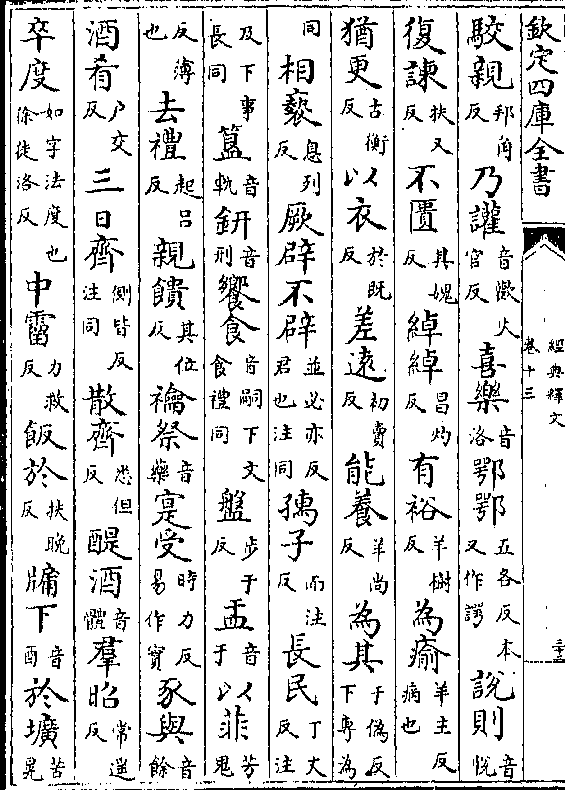 欽定四庫全書
經典釋文
卷十三
駮親邦角反乃讙音歡火官反喜樂音洛鄂鄂五各反本又作諤說則音悅
復諫扶又反不匱其媿反綽綽昌灼反有裕羊樹反為瘉羊主反病也
猶更古衡反以衣於既反差逺初賣反能養羊尚反為其于偽反下専為
同相䙝息列反厥辟不辟並必亦反君也注同孺子而注反長民丁丈反注
及下事長同簋音軌鉶音刑饗食音嗣下文食禮同盤步于反盂音于以菲芳鬼
反薄也去禮起吕反親饋其位反禴祭音藥寔受時力反易作實豕與音餘
酒肴戶交反三日齊側皆反注同散齊悉但反醍酒音體羣昭常遥反
卒度如字法度也徐徒洛反中霤力救反飯於扶晚反牖下音酉於壙苦晃